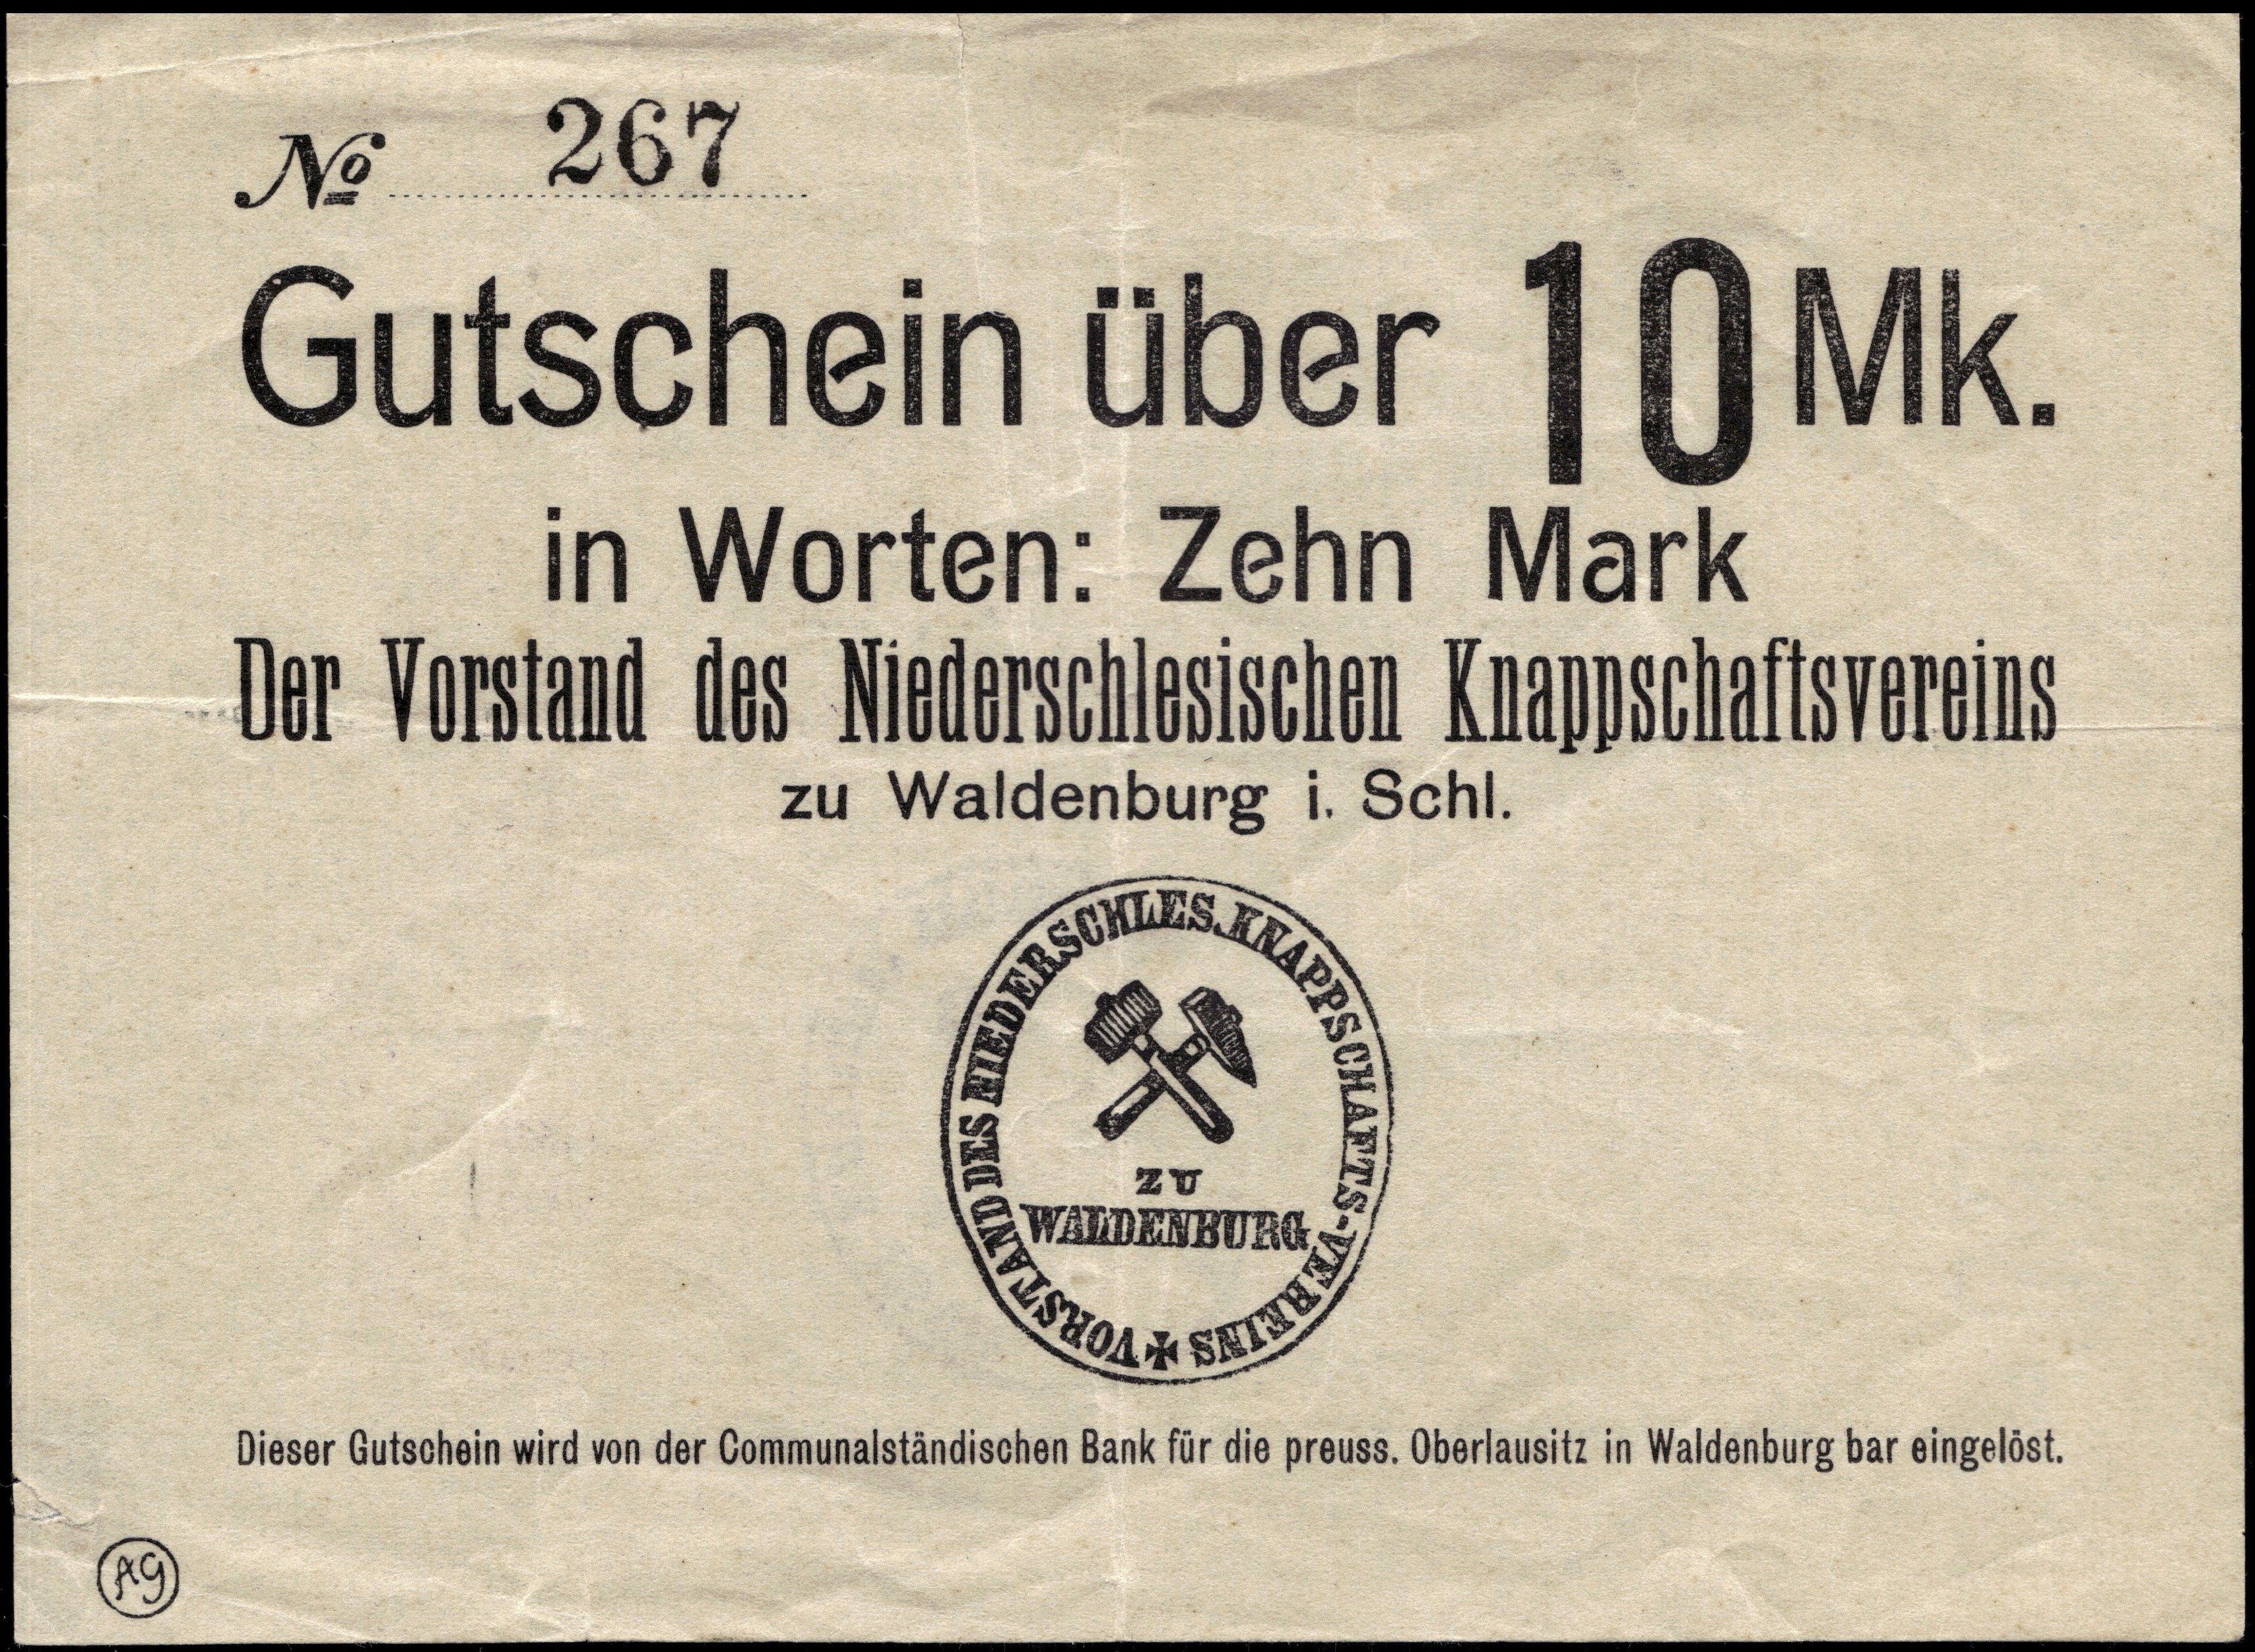 № 267
Gutschein über 10 Mk.
in Worten: Zehn Mark
Der Vorstand des Niederschlesischen Knappschaftsvereins
zu Waldenburg i. Schl.
VORSTAND DES NIEDERSCHLES. KNAPPSCHAFTS-VEREINS
ZU
WALDENBURG
Dieser Gutschein wird von der Communalständischen Bank für die preuss. Oberlausitz in Waldenburg bar eingelöst.
AG